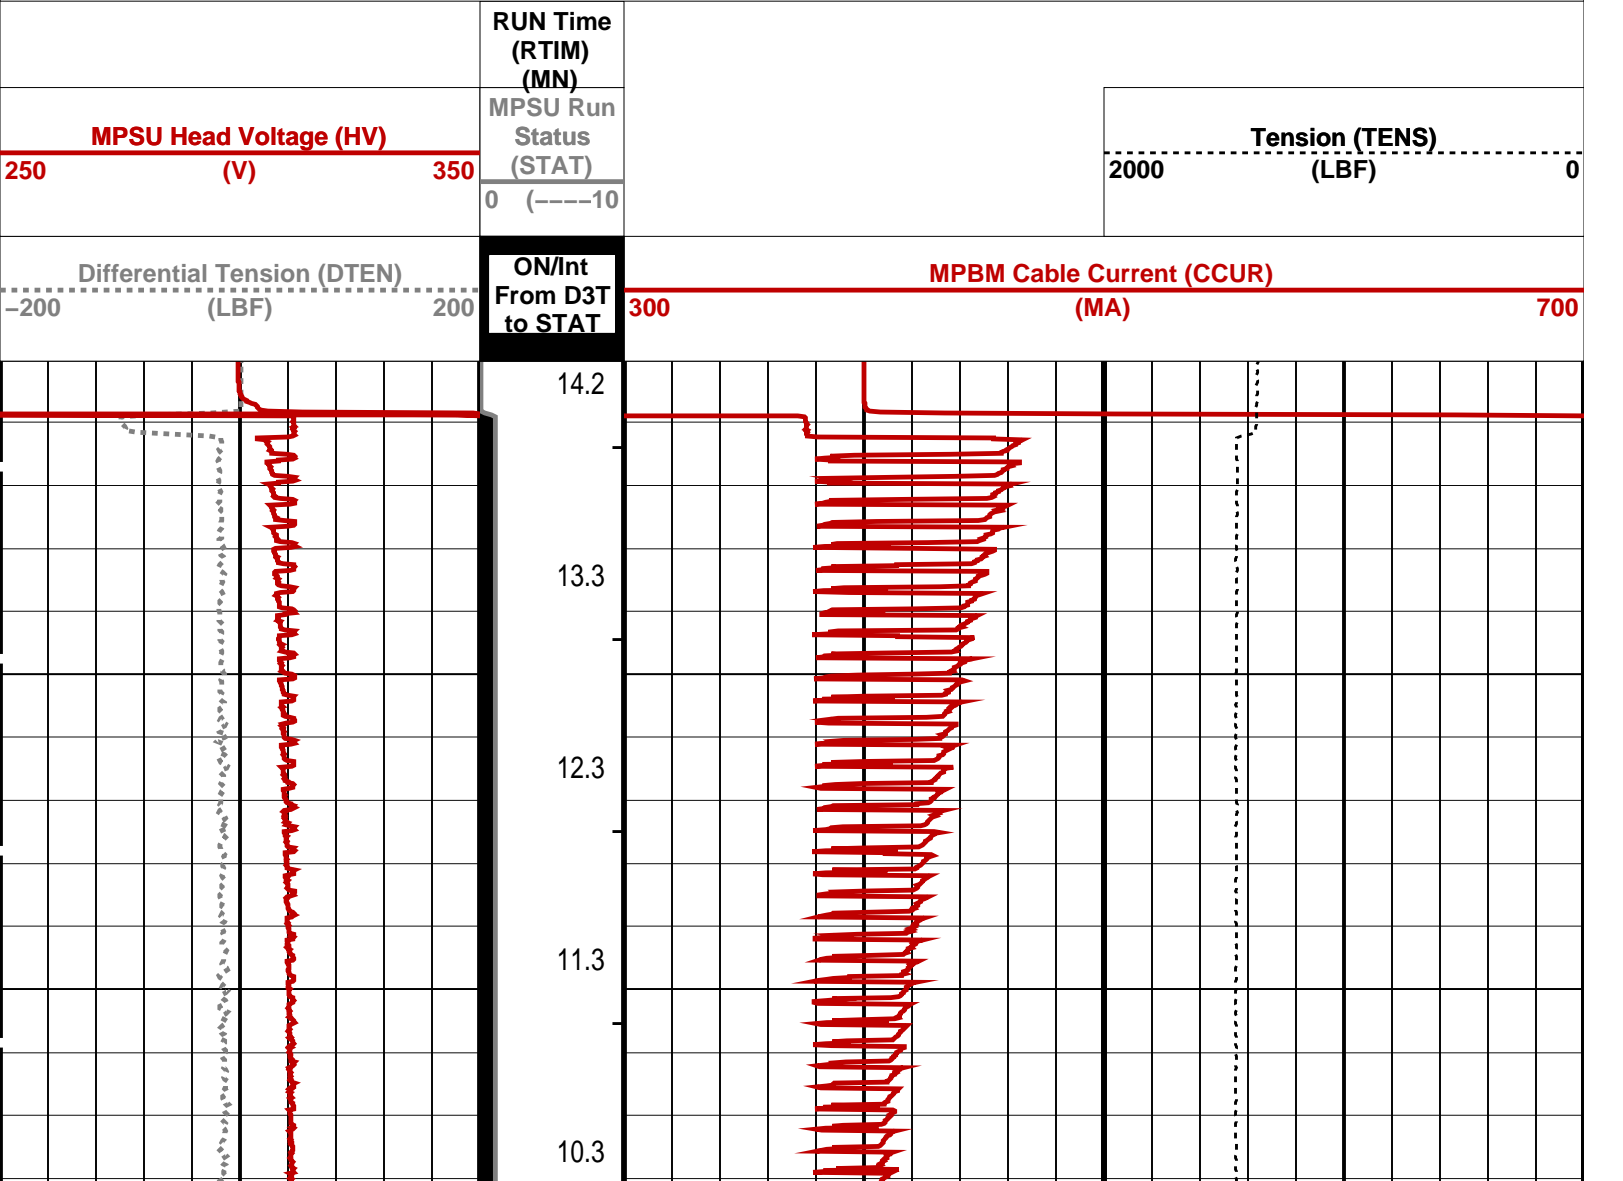 RUN Time
(RTIM)
(MN)
MPSU Head Voltage (HV)
250 (V) 350
MPSU Run
Status
(STAT)
0 (----10
Tension (TENS)
2000 (LBF) 0
Differential Tension (DTEN)
-200 (LBF) 200
ON/Int
From D3T
to STAT
MPBM Cable Current (CCUR)
300 (MA) 700
14.2
13.3
12.3
11.3
10.3